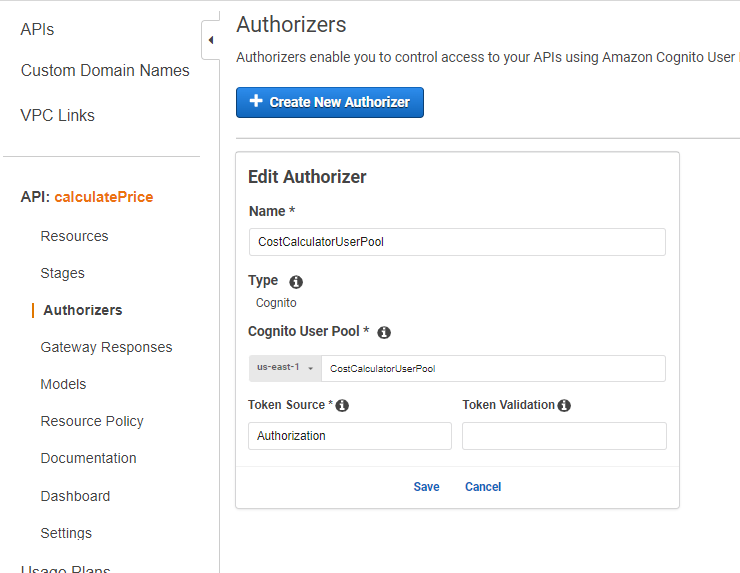 APIs
Custom Domain Names
VPC Links
API: calculatePrice
Resources
Stages
Authorizers
Gateway Responses
Models
Resource Policy
Documentation
Dashboard
Settings
Usage Plans
Authorizers
Authorizers enable you to control access to your APIs using Amazon Cognito User
+ Create New Authorizer
Edit Authorizer
Name *
CostCalculatorUserPool
Type
Cognito
Cognito User Pool *
us-east-1 CostCalculatorUserPool
Token Source * Token Validation
Authorization
Save Cancel